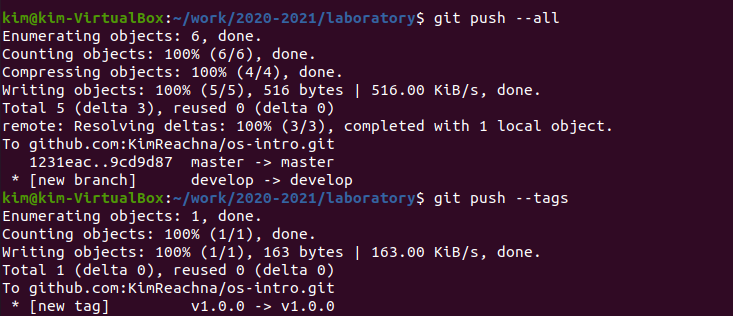 kim@kim-VirtualBox:~/work/2020-2021/laboratory$ git push --all
Enumerating objects: 6, done.
Counting objects: 100% (6/6), done.
Compressing objects: 100% (4/4), done.
Writing objects: 100% (5/5), 516 bytes | 516.00 KiB/s, done.
Total 5 (delta 3), reused 0 (delta 0)
remote: Resolving deltas: 100% (3/3), completed with 1 local object.
To github.com:KimReachna/os-intro.git
   1231eac..9cd9d87  master -> master
 * [new branch]      develop -> develop
kim@kim-VirtualBox:~/work/2020-2021/laboratory$ git push --tags
Enumerating objects: 1, done.
Counting objects: 100% (1/1), done.
Writing objects: 100% (1/1), 163 bytes | 163.00 KiB/s, done.
Total 1 (delta 0), reused 0 (delta 0)
To github.com:KimReachna/os-intro.git
 * [new tag]         v1.0.0 -> v1.0.0